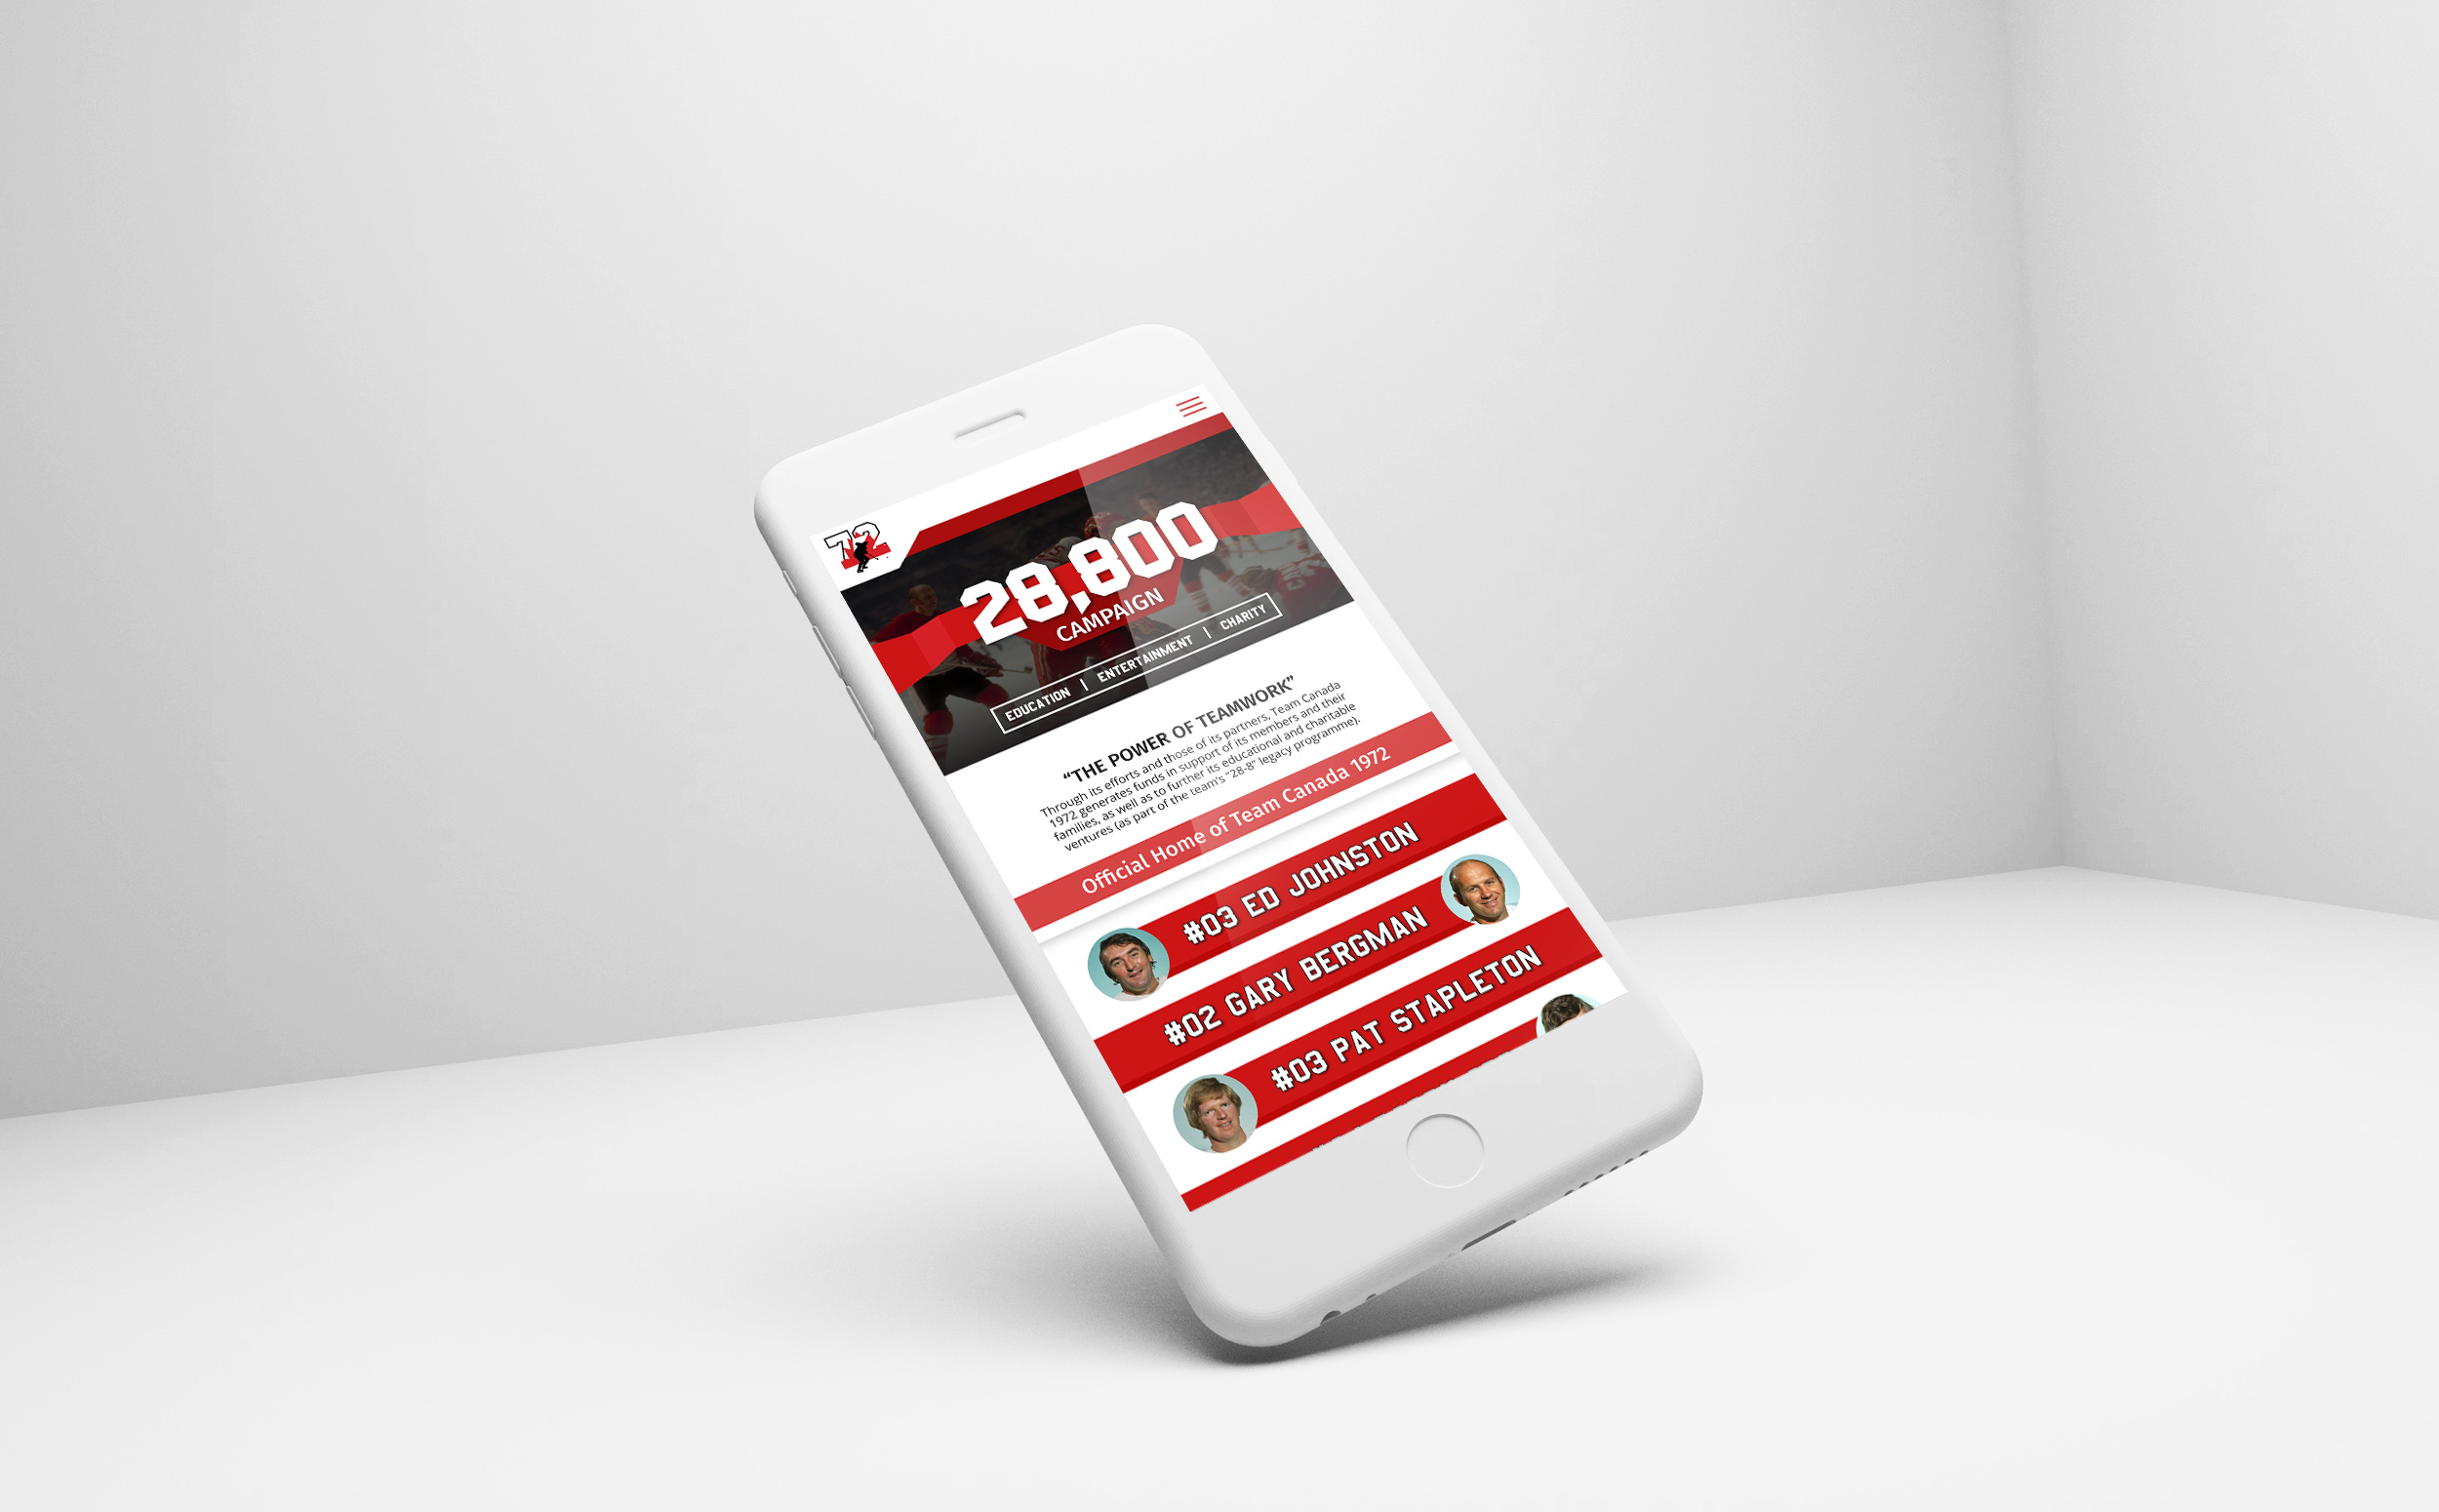 72
28,800
CAMPAIGN
EDUCATION | ENTERTAINMENT | CHARITY
“THE POWER OF TEAMWORK”
Through its efforts and those of its partners, Team Canada
1972 generates funds in support of its members and their
families, as well as to further its educational and charitable
ventures (as part of the team's “28-8” legacy programme).
Official Home of Team Canada 1972
#03 ED JOHNSTON
#02 GARY BERGMAN
#03 PAT STAPLETON